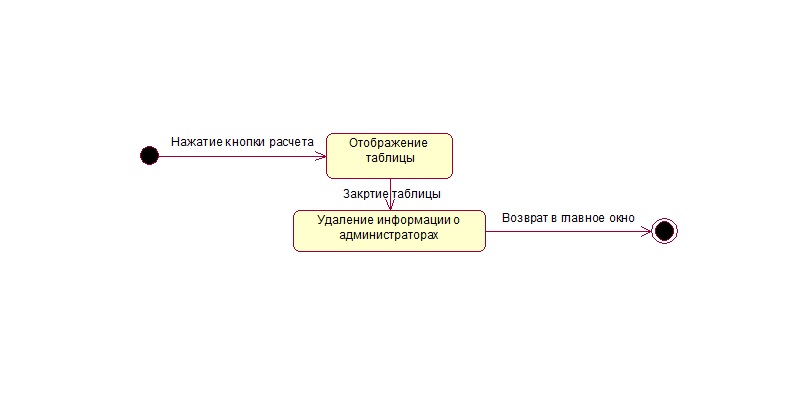 Нажатие кнопки расчета
Отображение
таблицы
Закртие таблицы
Удаление информации о
администраторах
Возврат в главное окно